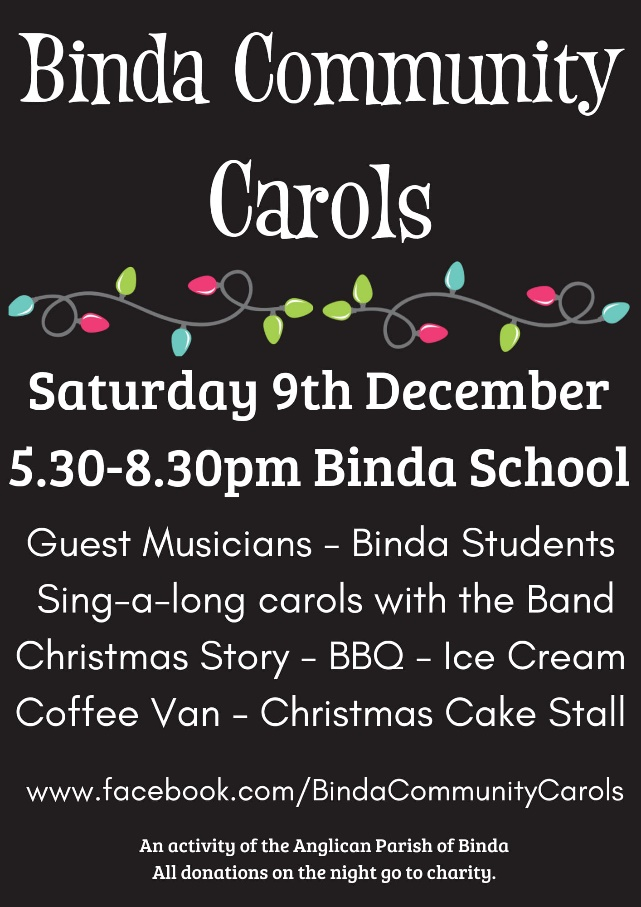 Binda Community
Carols
Saturday 9th December
5.30-8.30pm Binda School
Guest Musicians - Binda Students
Sing-a-long carols with the Band
Christmas Story - BBQ - Ice Cream
Coffee Van - Christmas Cake Stall
www.facebook.com/BindaCommunityCarols
An activity of the Anglican Parish of Binda
All donations on the night go to charity.